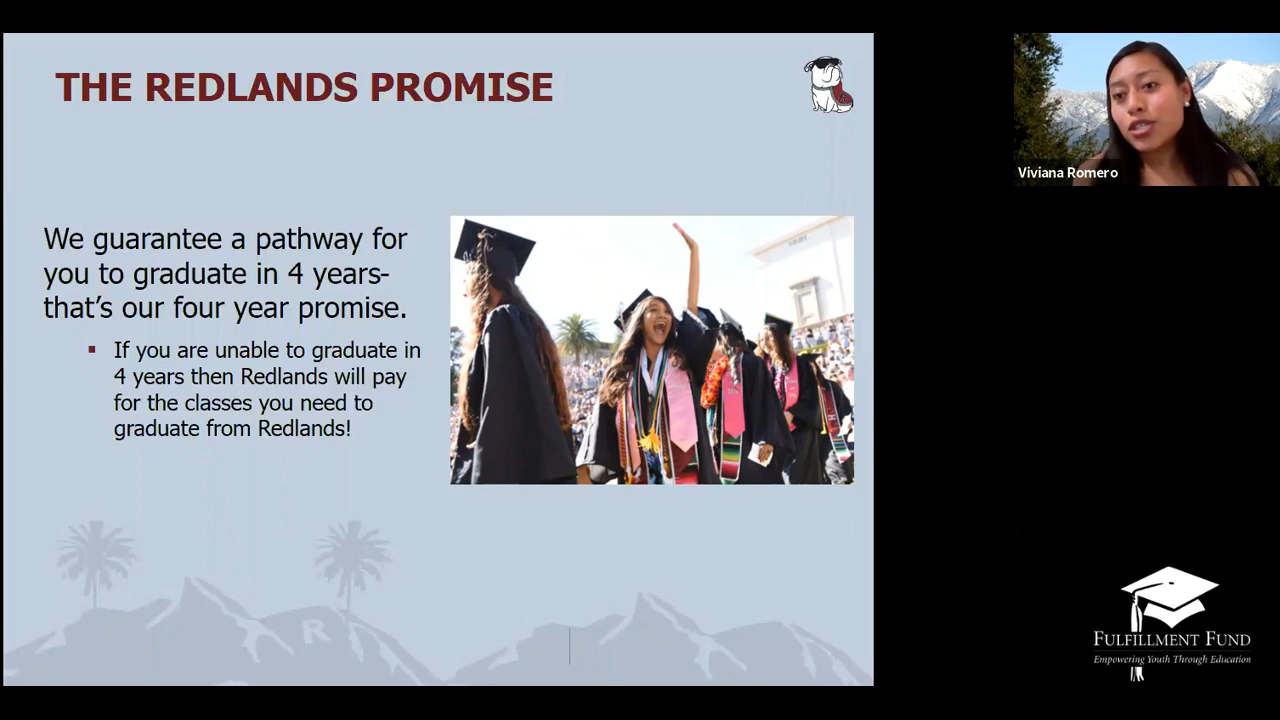 THE REDLANDS PROMISE
We guarantee a pathway for
you to graduate in 4 years-
that’s our four year promise.
▪ If you are unable to graduate in
4 years then Redlands will pay
for the classes you need to
graduate from Redlands!
R
Viviana Romero
FULFILLMENT FUND
Empowering Youth Through Education